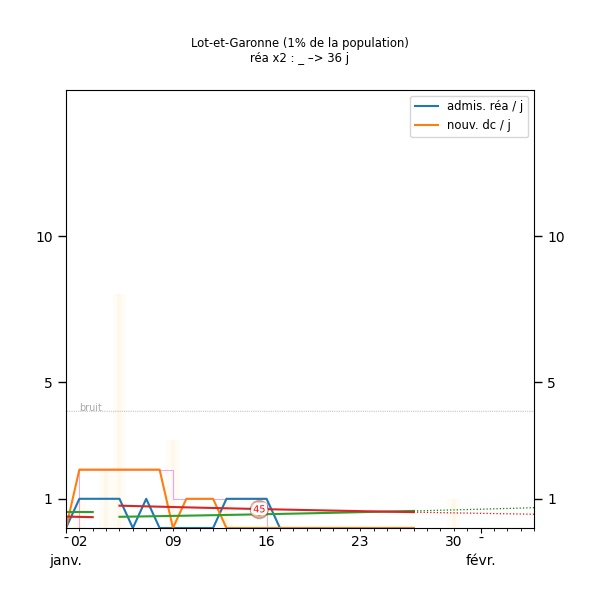 Lot-et-Garonne (1% de la population)
réa x2 : _ –> 36 j
admis. réa / j
nouv. dc / j
10 10
5 5
bruit
1 1
45
02 09 16 23 30 -
janv. févr.